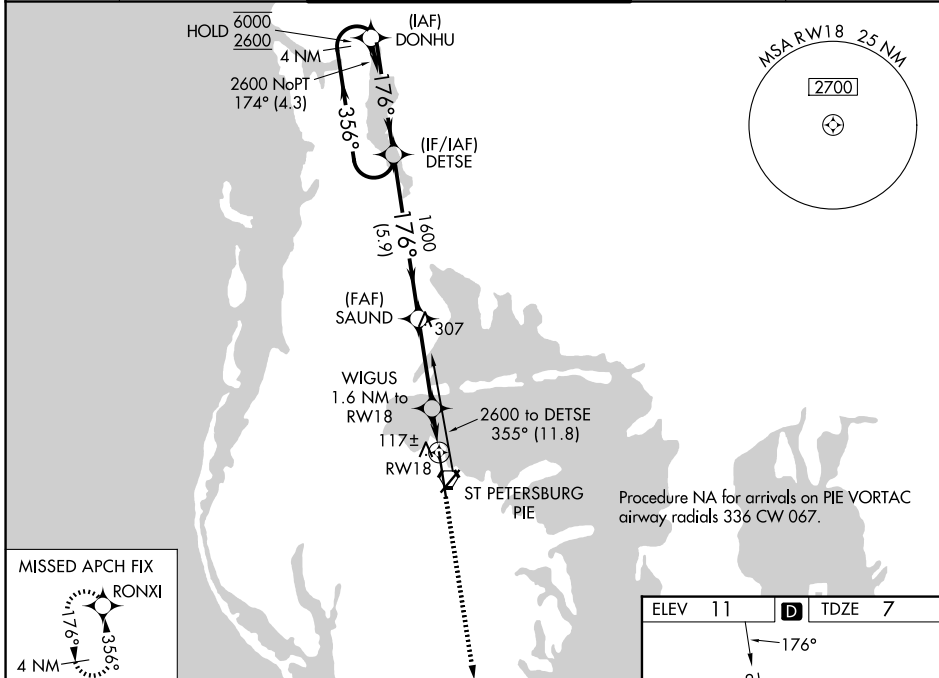 HOLD 6000
2600
4 NM
(IAF)
DONHU
2600 NoPT
174° (4.3)
176°
356°
(IF/IAF)
DETSE
1600
176°
(5.9)
(FAF)
SAUND
307
WIGUS
1.6 NM to
RW18
2600 to DETSE
355° (11.8)
117±
RW18
ST PETERSBURG
PIE
MSA RW18 25 NM
2700
Procedure NA for arrivals on PIE VORTAC
airway radials 336 CW 067.
MISSED APCH FIX
RONXI
176°
356°
4 NM
ELEV 11 D TDZE 7
176°